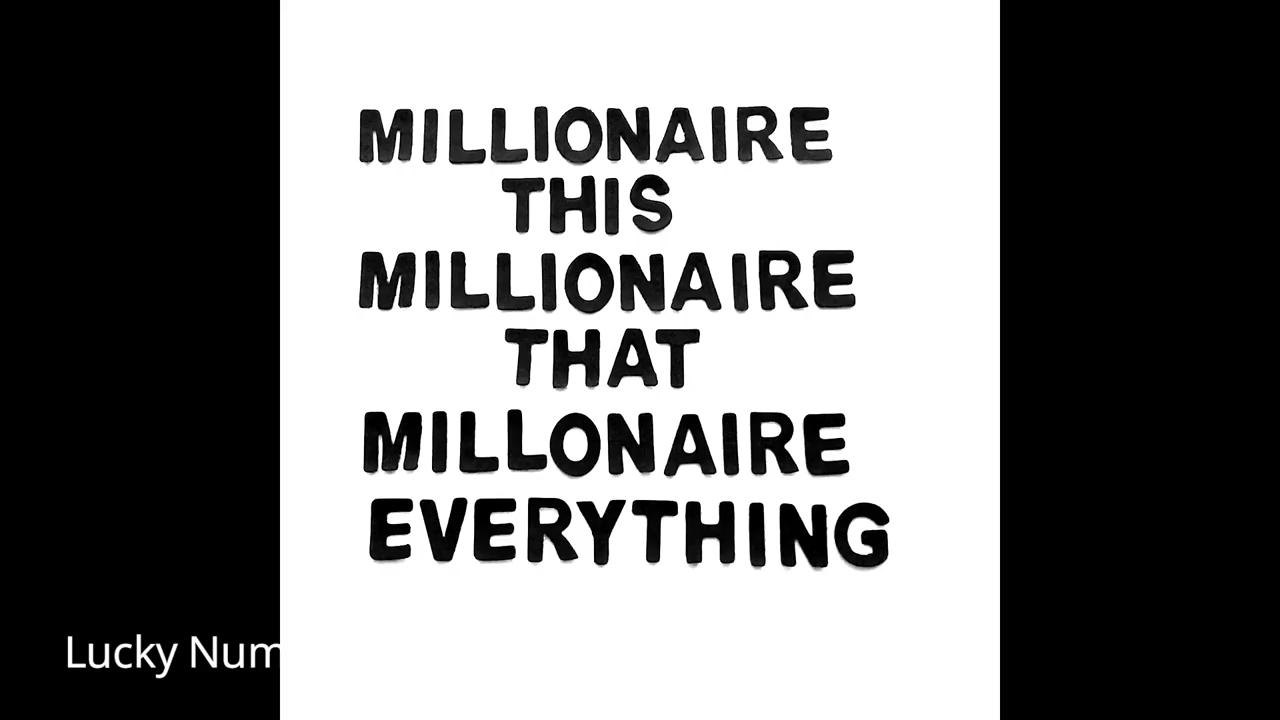 MILLIONAIRE
THIS
MILLIONAIRE
THAT
MILLONAIRE
EVERYTHING
Lucky Num